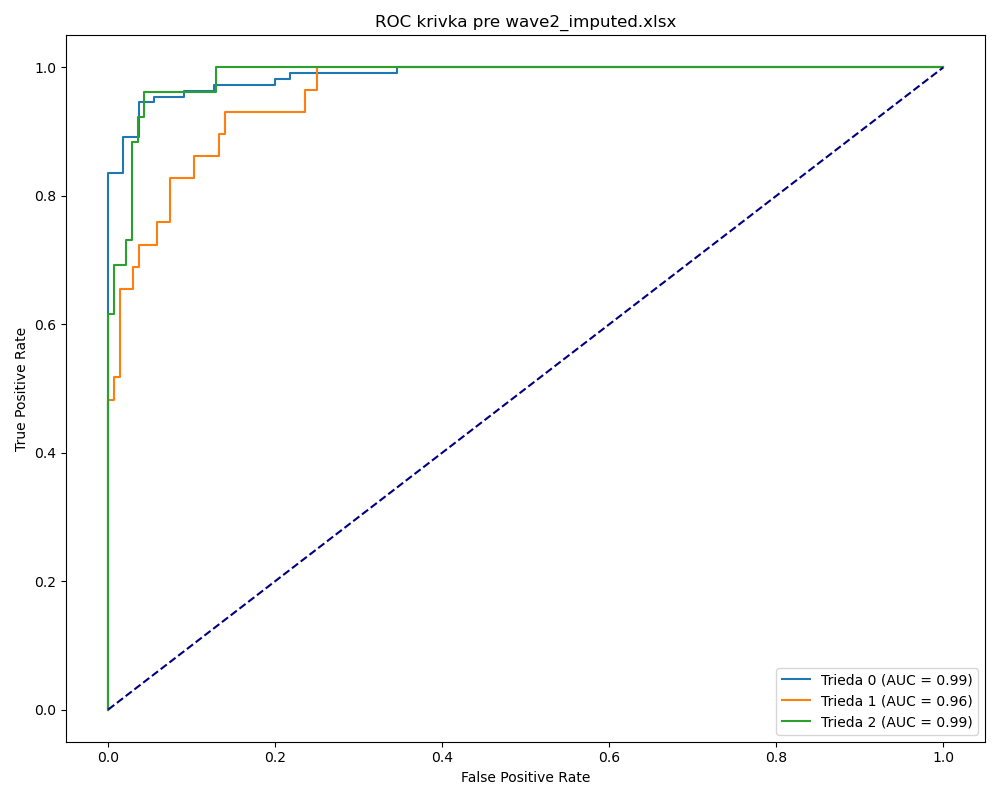 ROC krivka pre wave2_imputed.xlsx
True Positive Rate
1.0
0.8
0.6
0.4
0.2
0.0
0.0 0.2 0.4 0.6 0.8 1.0
False Positive Rate
Trieda 0 (AUC = 0.99)
Trieda 1 (AUC = 0.96)
Trieda 2 (AUC = 0.99)